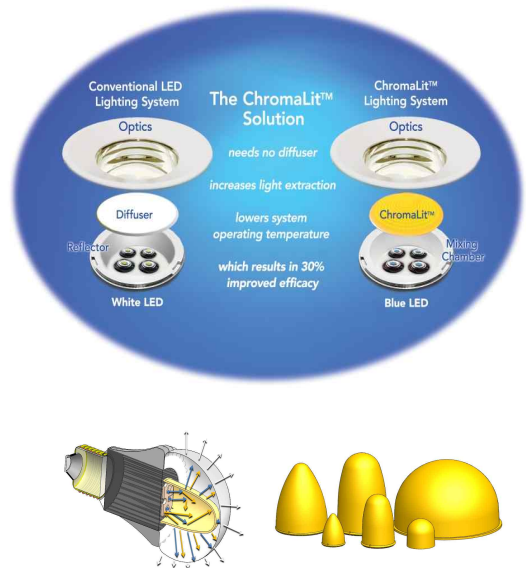 Conventional LED
Lighting System
Optics
Diffuser
Reflector
White LED
The ChromaLit™
Solution
needs no diffuser
increases light extraction
lowers system
operating temperature
which results in 30%
improved efficacy
ChromaLit™
Lighting System
Optics
ChromaLit™
Mixing
Chamber
Blue LED